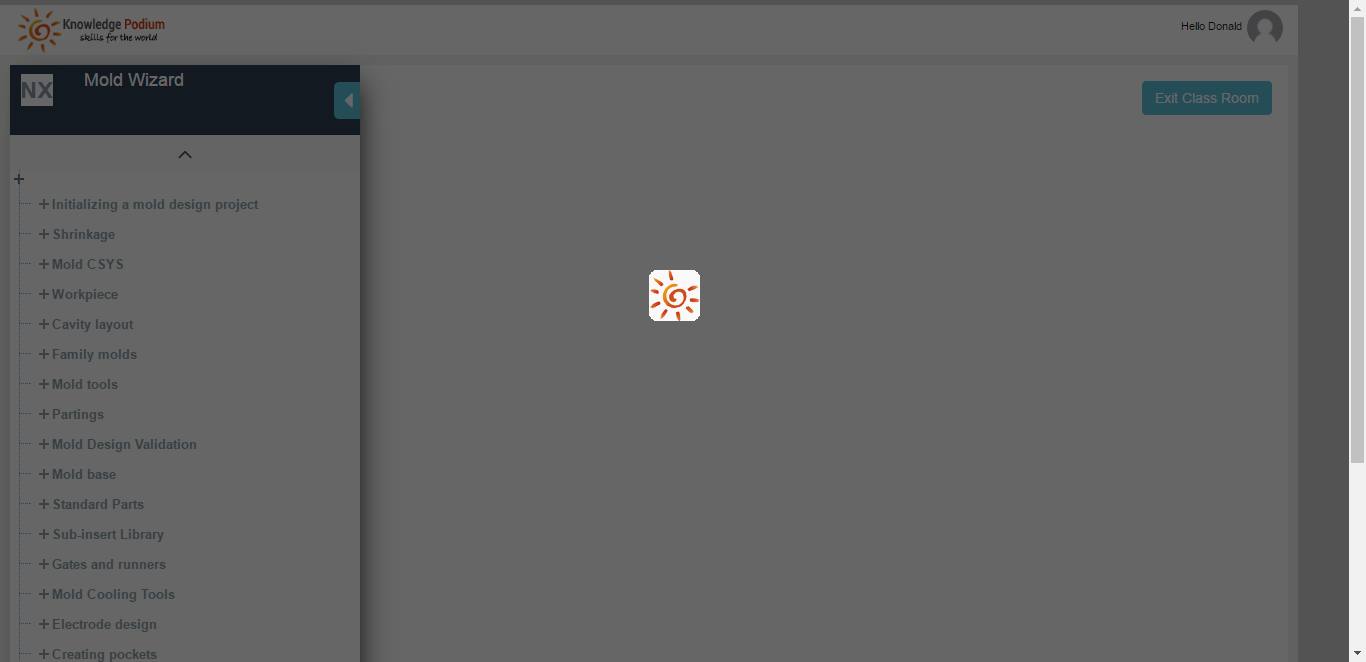 Knowledge Podium
skills for the world
Hello Donald
NX
Mold Wizard
Exit Class Room
Initializing a mold design project
Shrinkage
Mold CSYS
Workpiece
Cavity layout
Family molds
Mold tools
Partings
Mold Design Validation
Mold base
Standard Parts
Sub-insert Library
Gates and runners
Mold Cooling Tools
Electrode design
Creating pockets